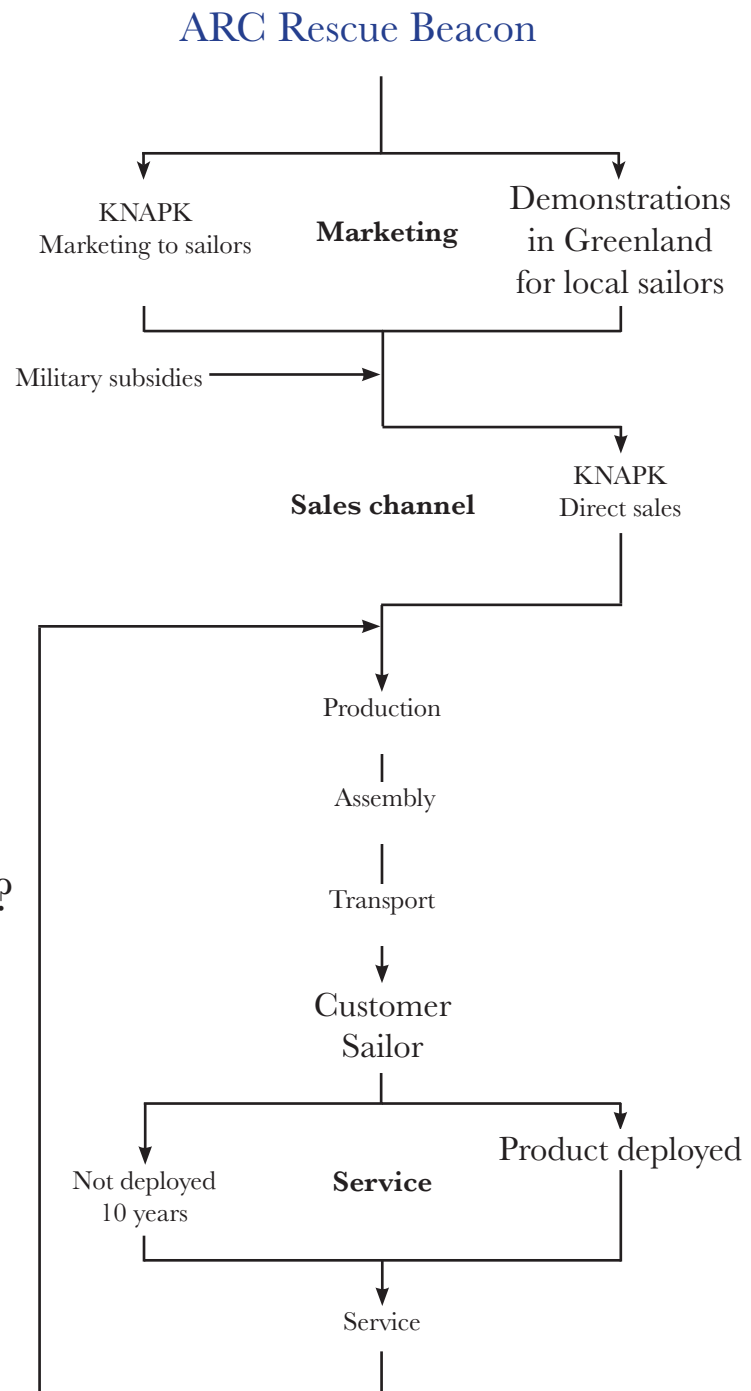 ARC Rescue Beacon
KNAPK
Marketing to sailors
Marketing
Demonstrations
in Greenland
for local sailors
Military subsidies
Sales channel
KNAPK
Direct sales
Production
Assembly
?
Transport
Customer
Sailor
Not deployed
10 years
Service
Product deployed
Service